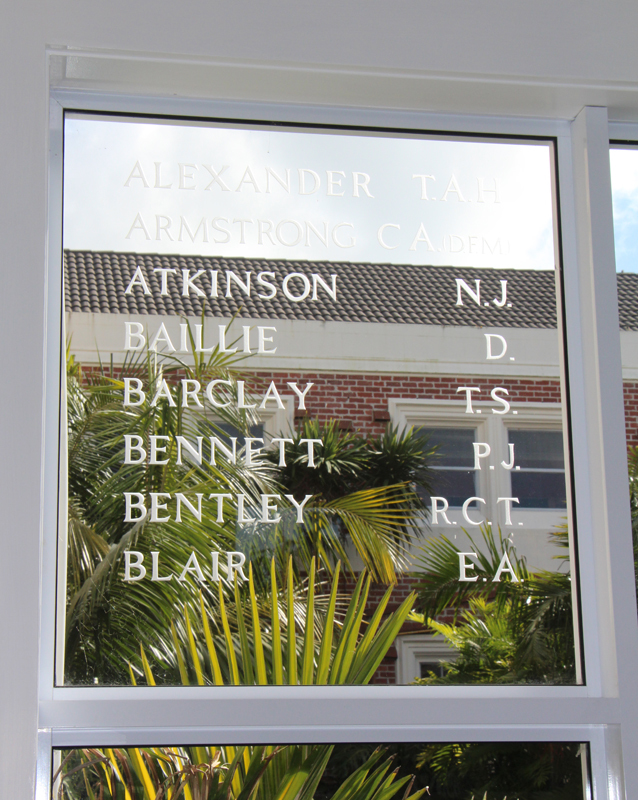 ALEXANDER T.A.H
ARMSTRONG C A.(DFM)
ATKINSON N.J.
BAILLIE D.
BARCLAY T.S.
BENNETT P.J.
BENTLEY R.C.T.
BLAIR E.A